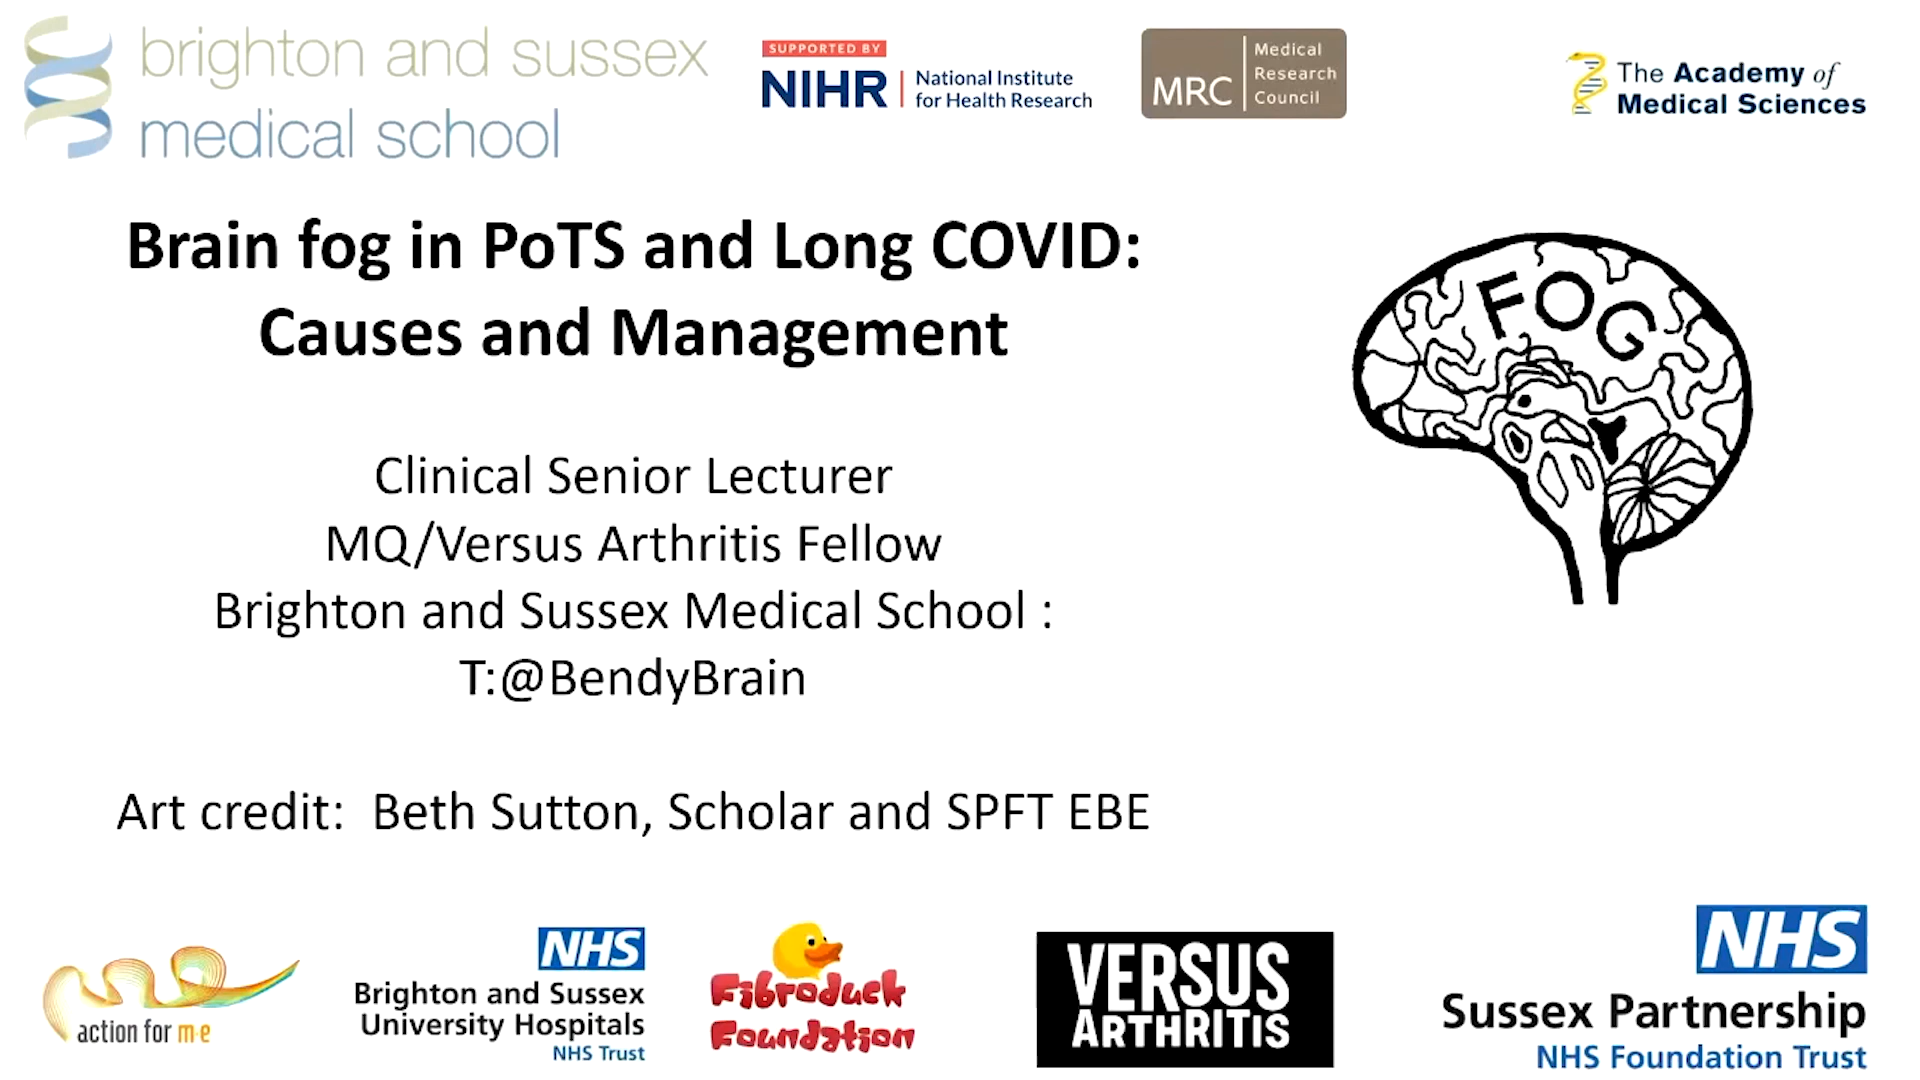 brighton and sussex
medical school
SUPPORTED BY
NIHR | National Institute
for Health Research
MRC
Medical
Research
Council
The Academy of
Medical Sciences
Brain fog in PoTS and Long COVID:
Causes and Management
FOG
Clinical Senior Lecturer
MQ/Versus Arthritis Fellow
Brighton and Sussex Medical School :
T:@BendyBrain
Art credit:  Beth Sutton, Scholar and SPFT EBE
action for m·e
NHS
Brighton and Sussex
University Hospitals
NHS Trust
Fibroduck
Foundation
VERSUS
ARTHRITIS
NHS
Sussex Partnership
NHS Foundation Trust